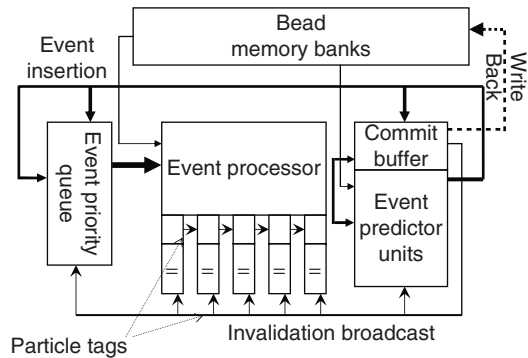 Bead
memory banks
Event
insertion
Write
Back
Event priority
queue
Event processor
Commit
buffer
Event
predictor
units
= = = = =
Particle tags
Invalidation broadcast